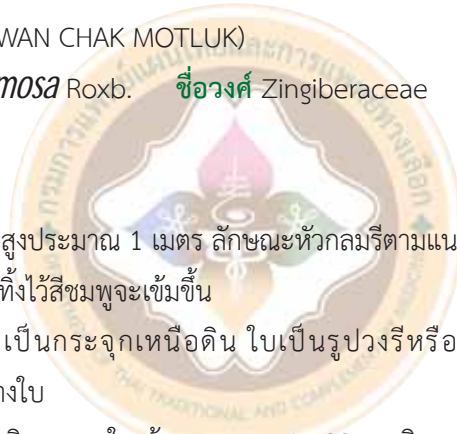 WAN CHAK MOTLUK)
mosa Roxb. ชื่อวงศ์ Zingiberaceae
สูงประมาณ 1 เมตร ลักษณะหัวกลมรีตามแน
ทิ้งไว้สีชมพูจะเข้มขึ้น
เป็นกระจุกเหนือดิน ใบเป็นรูปวงรีหรือ
างใบ